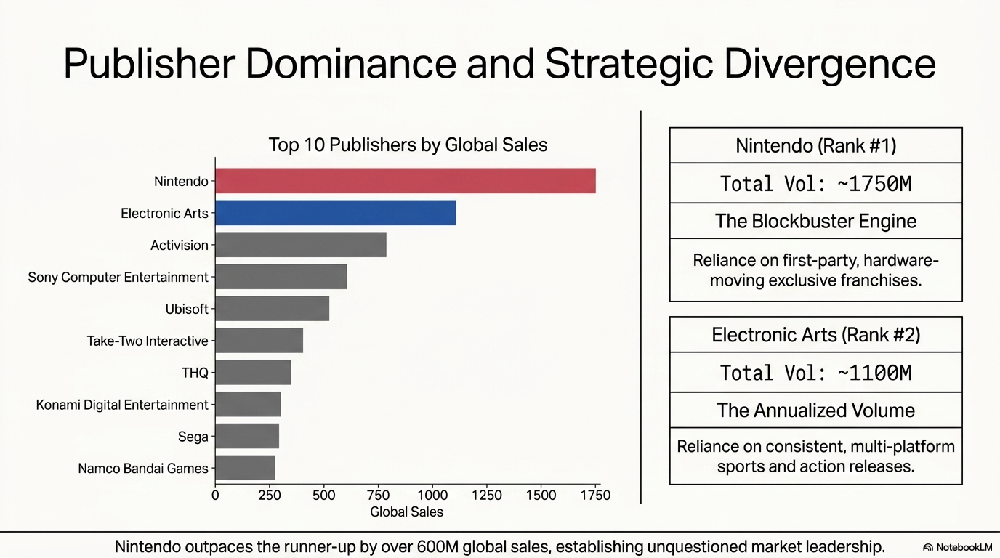 Publisher Dominance and Strategic Divergence
Top 10 Publishers by Global Sales
Nintendo
Electronic Arts
Activision
Sony Computer Entertainment
Ubisoft
Take-Two Interactive
THQ
Konami Digital Entertainment
Sega
Namco Bandai Games
0 250 500 750 1000 1250 1500 1750
Global Sales
Nintendo (Rank #1)
Total Vol: ~1750M
The Blockbuster Engine
Reliance on first-party, hardware-
moving exclusive franchises.
Electronic Arts (Rank #2)
Total Vol: ~1100M
The Annualized Volume
Reliance on consistent, multi-platform
sports and action releases.
Nintendo outpaces the runner-up by over 600M global sales, establishing unquestioned market leadership.
NotebookLM